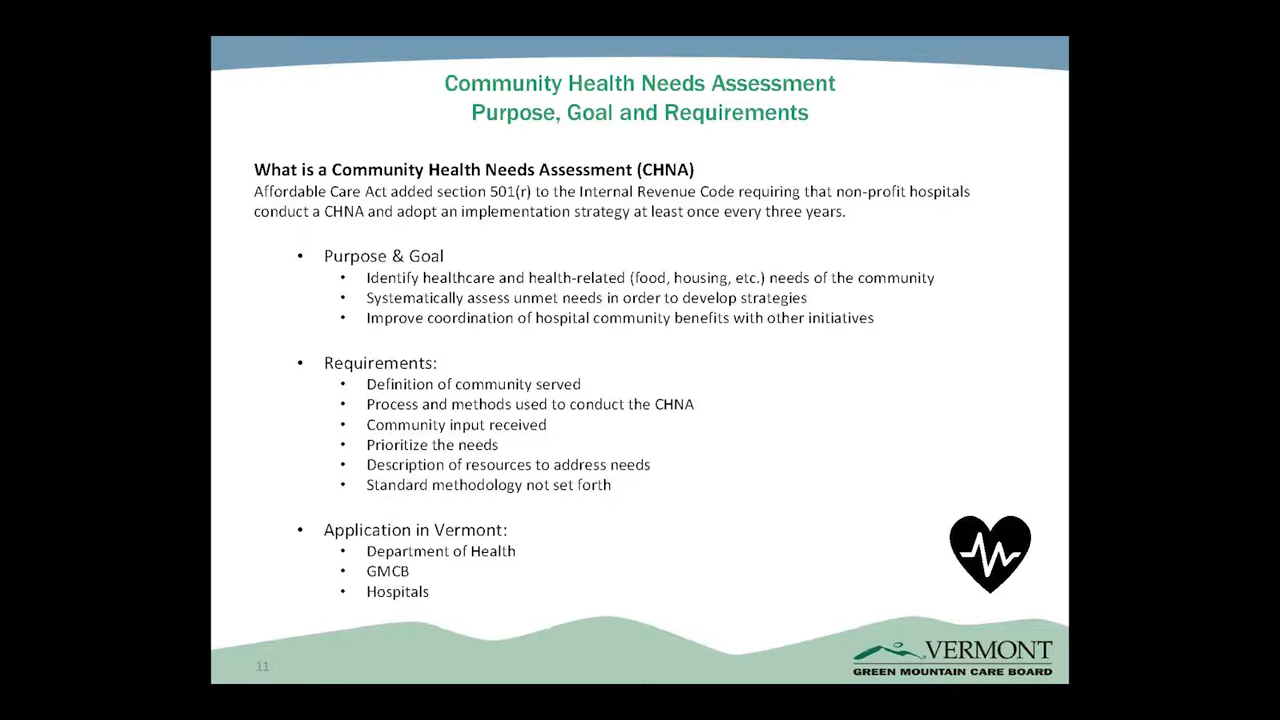 Community Health Needs Assessment
Purpose, Goal and Requirements
What is a Community Health Needs Assessment (CHNA)
Affordable Care Act added section 501(r) to the Internal Revenue Code requiring that non-profit hospitals
conduct a CHNA and adopt an implementation strategy at least once every three years.
• Purpose & Goal
• Identify healthcare and health-related (food, housing, etc.) needs of the community
• Systematically assess unmet needs in order to develop strategies
• Improve coordination of hospital community benefits with other initiatives
• Requirements:
• Definition of community served
• Process and methods used to conduct the CHNA
• Community input received
• Prioritize the needs
• Description of resources to address needs
• Standard methodology not set forth
• Application in Vermont:
• Department of Health
• GMCB
• Hospitals
11
VERMONT
GREEN MOUNTAIN CARE BOARD